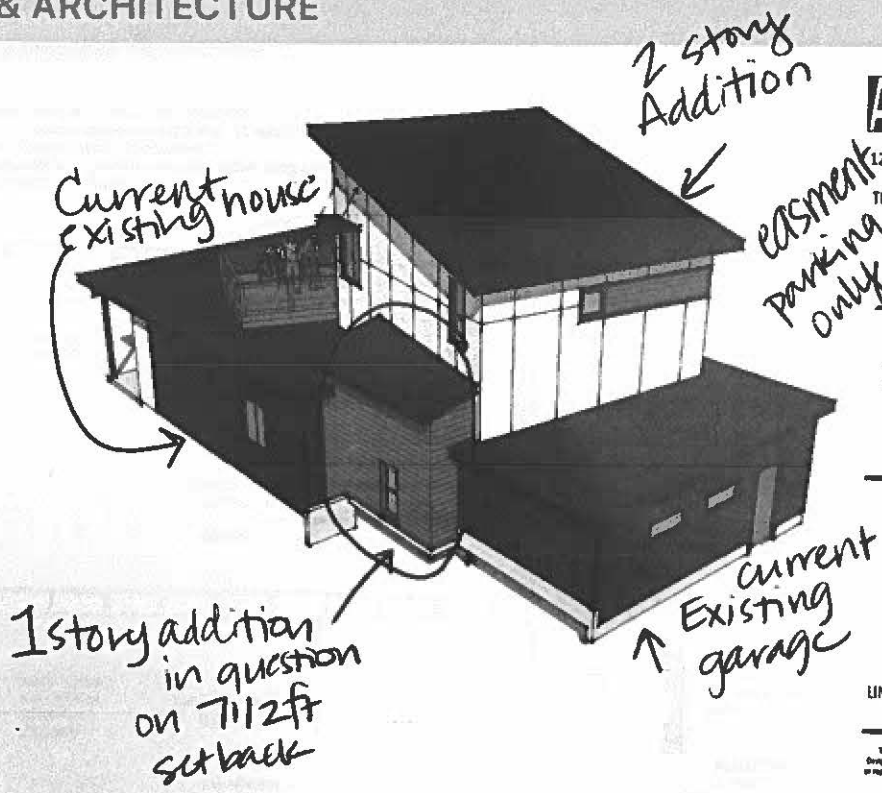 & ARCHITECTURE
2 story
Addition
Current
existing house
easment
parking
only
1 story addition
in question
on 7 1/2 ft
setback
current
Existing
garage